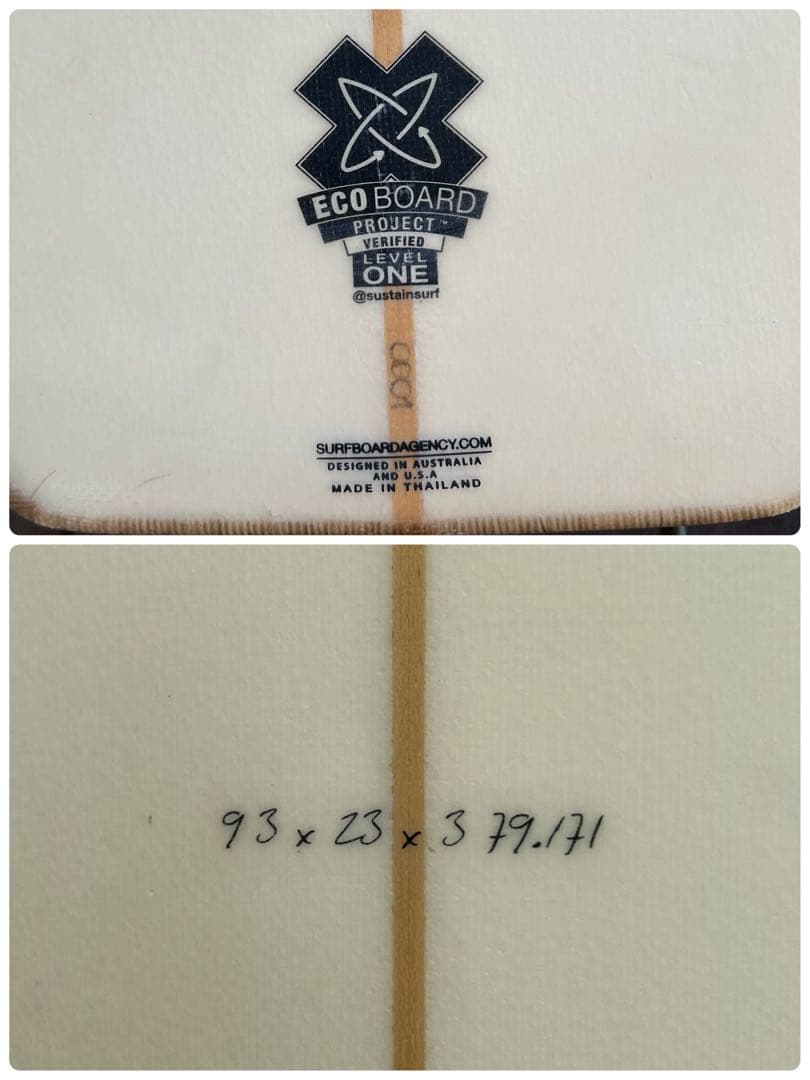 ECO BOARD
PROJECT™
VERIFIED
LEVEL
ONE
@sustainsurf
SURFBOARDAGENCY.COM
DESIGNED IN AUSTRALIA
AND U.S.A
MADE IN THAILAND
93 x 23 x 3 79.171